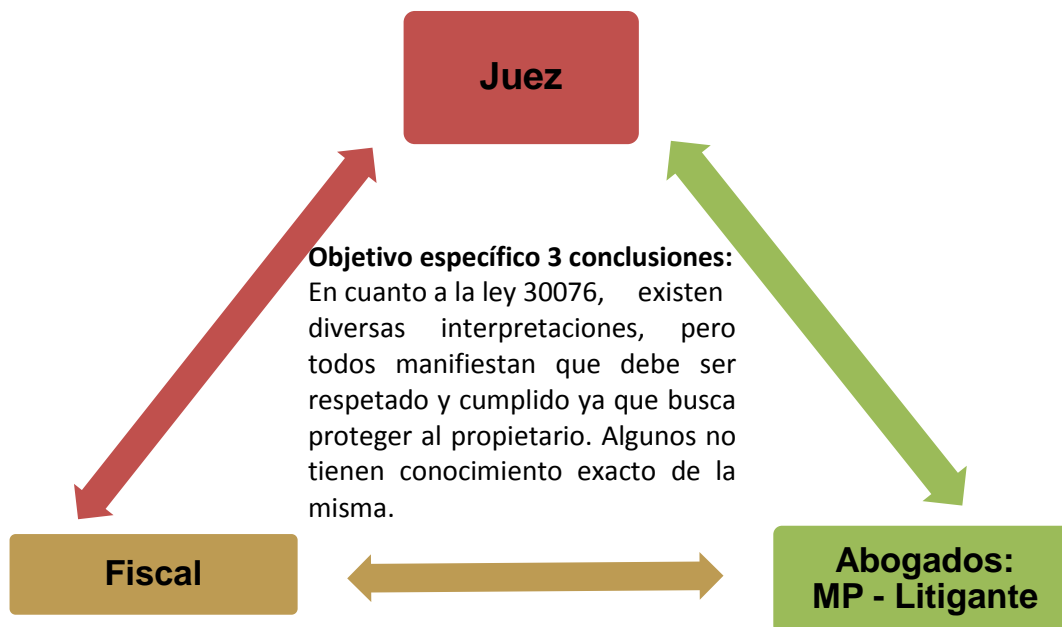 Juez
Objetivo específico 3 conclusiones:
En cuanto a la ley 30076, existen
diversas interpretaciones, pero
todos manifiestan que debe ser
respetado y cumplido ya que busca
proteger al propietario. Algunos no
tienen conocimiento exacto de la
misma.
Fiscal
Abogados:
MP - Litigante